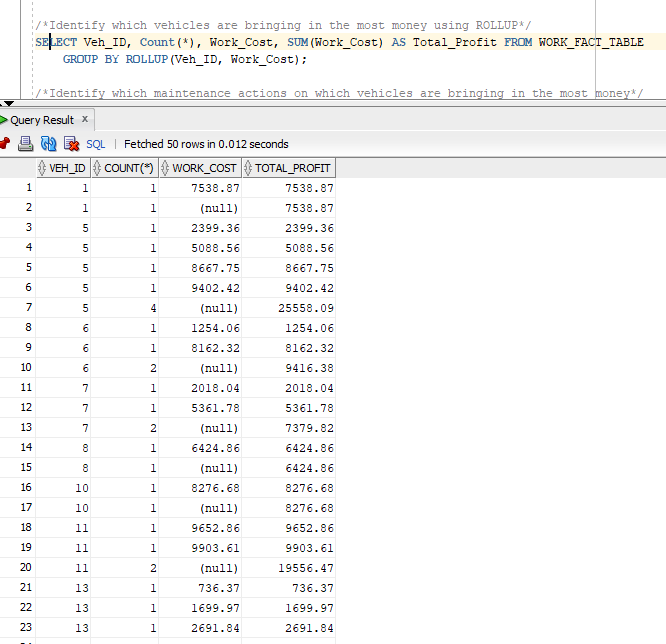 /*Identify which vehicles are bringing in the most money using ROLLUP*/
SELECT Veh_ID, Count(*), Work_Cost, SUM(Work_Cost) AS Total_Profit FROM WORK_FACT_TABLE
GROUP BY ROLLUP(Veh_ID, Work_Cost);
/*Identify which maintenance actions on which vehicles are bringing in the most money*/
Query Result x
SQL | Fetched 50 rows in 0.012 seconds
VEH_ID COUNT(*) WORK_COST TOTAL_PROFIT
1 1 1 7538.87 7538.87
2 1 1 (null) 7538.87
3 5 1 2399.36 2399.36
4 5 1 5088.56 5088.56
5 5 1 8667.75 8667.75
6 5 1 9402.42 9402.42
7 5 4 (null) 25558.09
8 6 1 1254.06 1254.06
9 6 1 8162.32 8162.32
10 6 2 (null) 9416.38
11 7 1 2018.04 2018.04
12 7 1 5361.78 5361.78
13 7 2 (null) 7379.82
14 8 1 6424.86 6424.86
15 8 1 (null) 6424.86
16 10 1 8276.68 8276.68
17 10 1 (null) 8276.68
18 11 1 9652.86 9652.86
19 11 1 9903.61 9903.61
20 11 2 (null) 19556.47
21 13 1 736.37 736.37
22 13 1 1699.97 1699.97
23 13 1 2691.84 2691.84